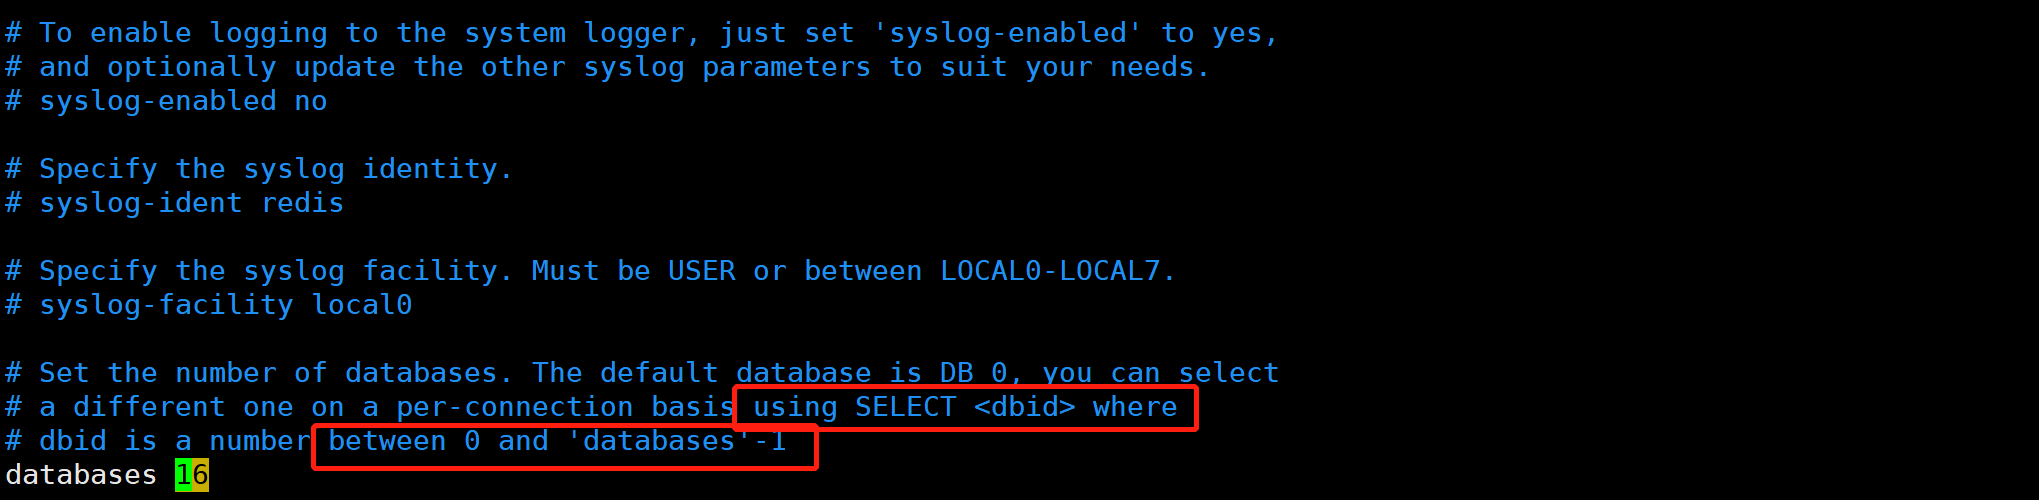 # To enable logging to the system logger, just set 'syslog-enabled' to yes,
# and optionally update the other syslog parameters to suit your needs.
# syslog-enabled no
# Specify the syslog identity.
# syslog-ident redis
# Specify the syslog facility. Must be USER or between LOCAL0-LOCAL7.
# syslog-facility local0
# Set the number of databases. The default database is DB 0, you can select
# a different one on a per-connection basis using SELECT <dbid> where
# dbid is a number between 0 and 'databases'-1
databases 16